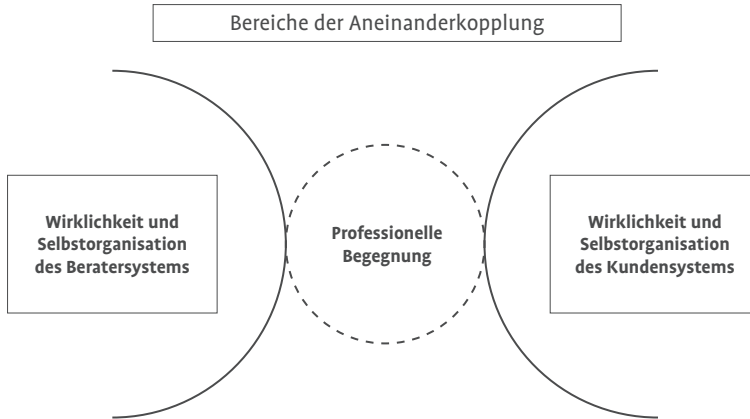 Bereiche der Aneinanderkopplung
Wirklichkeit und
Selbstorganisation
des Beratersystems
Professionelle
Begegnung
Wirklichkeit und
Selbstorganisation
des Kundensystems